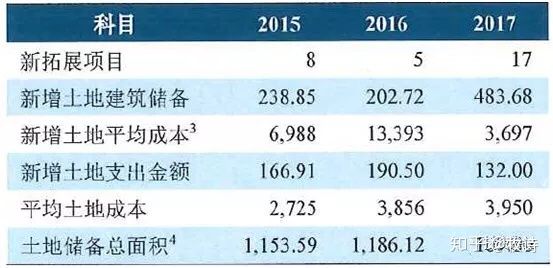 科目 2015 2016 2017
新拓展项目 8 5 17
新增土地建筑储备 238.85 202.72 483.68
新增土地平均成本3 6,988 13,393 3,697
新增土地支出金额 166.91 190.50 132.00
平均土地成本 2,725 3,856 3,950
土地储备总面积4 1,153.59 1,186.12
知乎